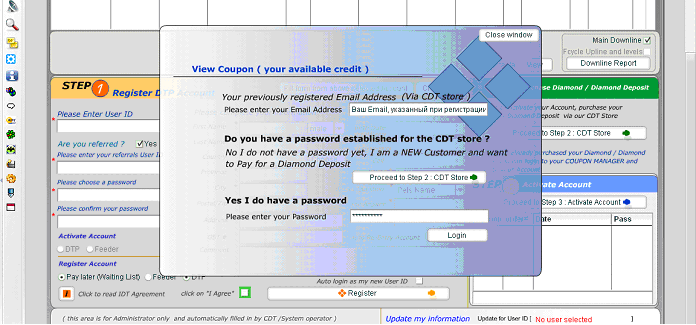 Close window
Main Downline
Fcycle Upline and levels
View
Downline Report
View Coupon ( your available credit )
STEP 1 Register DTP Account
Your previously registered Email Address (Via CDT store )
Please enter your Email Address
Ваш Email, указанный при регистрации
Please Enter User ID
se Diamond / Diamond Deposit
your Account, purchase your
Deposit via our CDT store
Do you have a password established for the CDT store ?
Proceed to Step 2 : CDT Store
Are you referred ? Yes
No I do not have a password yet, I am a NEW Customer and want
to Pay for a Diamond Deposit
Please enter your referrals User ID
purchased your Diamond / Diamond
to your COUPON MANAGER and
Please choose a password
Proceed to Step 2 : CDT Store
STEP Activate Account
Yes I do have a password
Proceed to Step 3 : Activate Account
Please confirm your password
Please enter your Password
**********
Date
Pass
Login
Activate Account
DTP
Feeder
Register Account
Pay later (Waiting List)
Feeder
DTP
Auto login as my new User ID
Click to read IDT Agreement
click on "I Agree"
Register
( this area is for Administrator only and automatically filled in by CDT /System operator )
Update my information
Update for User ID [ No user selected ]